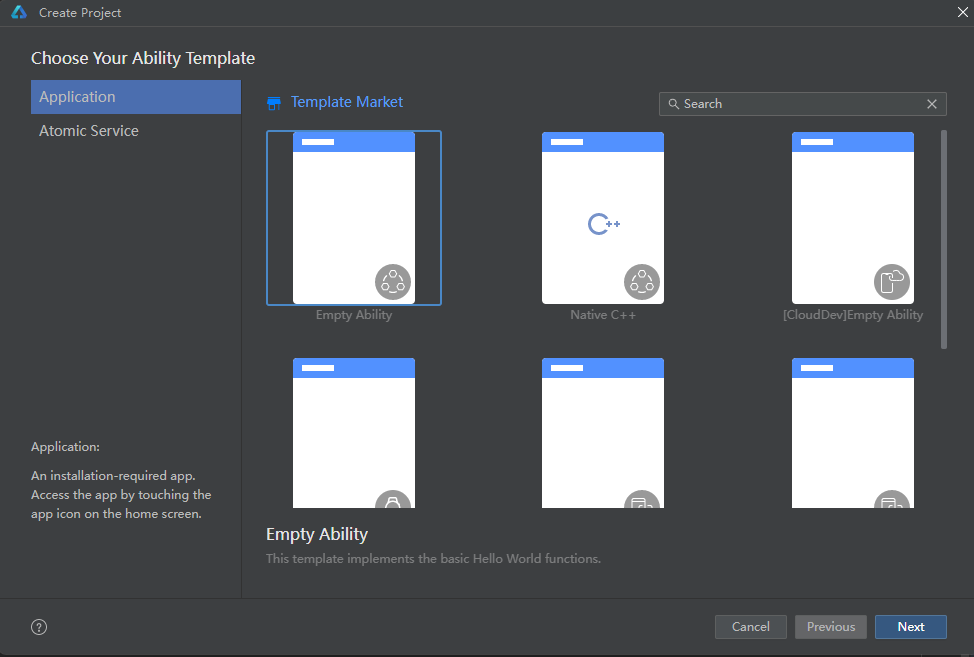 Create Project
Choose Your Ability Template
Application
Atomic Service
Template Market
Search
C++
Empty Ability
Native C++
[CloudDev]Empty Ability
Application:
An installation-required app.
Access the app by touching the
app icon on the home screen.
Empty Ability
This template implements the basic Hello World functions.
?
Cancel
Previous
Next